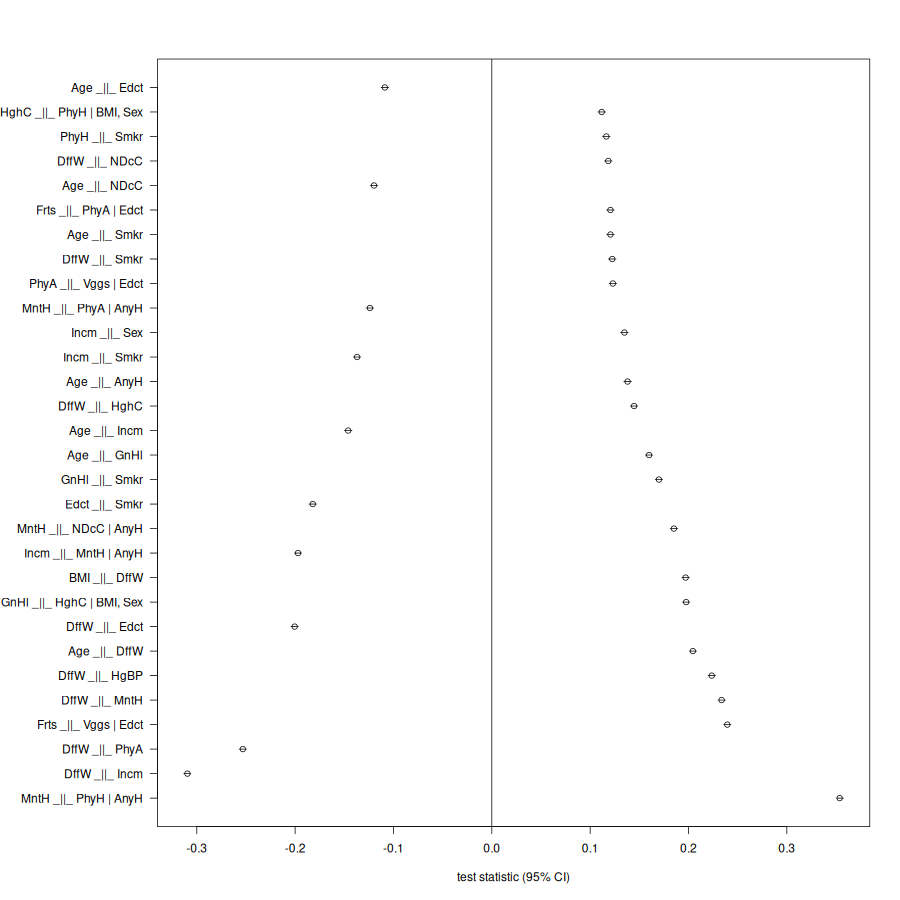 Age _||_ Edct
HghC _||_ PhyH | BMI, Sex
PhyH _||_ Smkr
DffW _||_ NDcC
Age _||_ NDcC
Frts _||_ PhyA | Edct
Age _||_ Smkr
DffW _||_ Smkr
PhyA _||_ Vggs | Edct
MntH _||_ PhyA | AnyH
Incm _||_ Sex
Incm _||_ Smkr
Age _||_ AnyH
DffW _||_ HghC
Age _||_ Incm
Age _||_ GnHl
GnHl _||_ Smkr
Edct _||_ Smkr
MntH _||_ NDcC | AnyH
Incm _||_ MntH | AnyH
BMI _||_ DffW
GnHl _||_ HghC | BMI, Sex
DffW _||_ Edct
Age _||_ DffW
DffW _||_ HgBP
DffW _||_ MntH
Frts _||_ Vggs | Edct
DffW _||_ PhyA
DffW _||_ Incm
MntH _||_ PhyH | AnyH
-0.3 -0.2 -0.1 0.0 0.1 0.2 0.3
test statistic (95% CI)